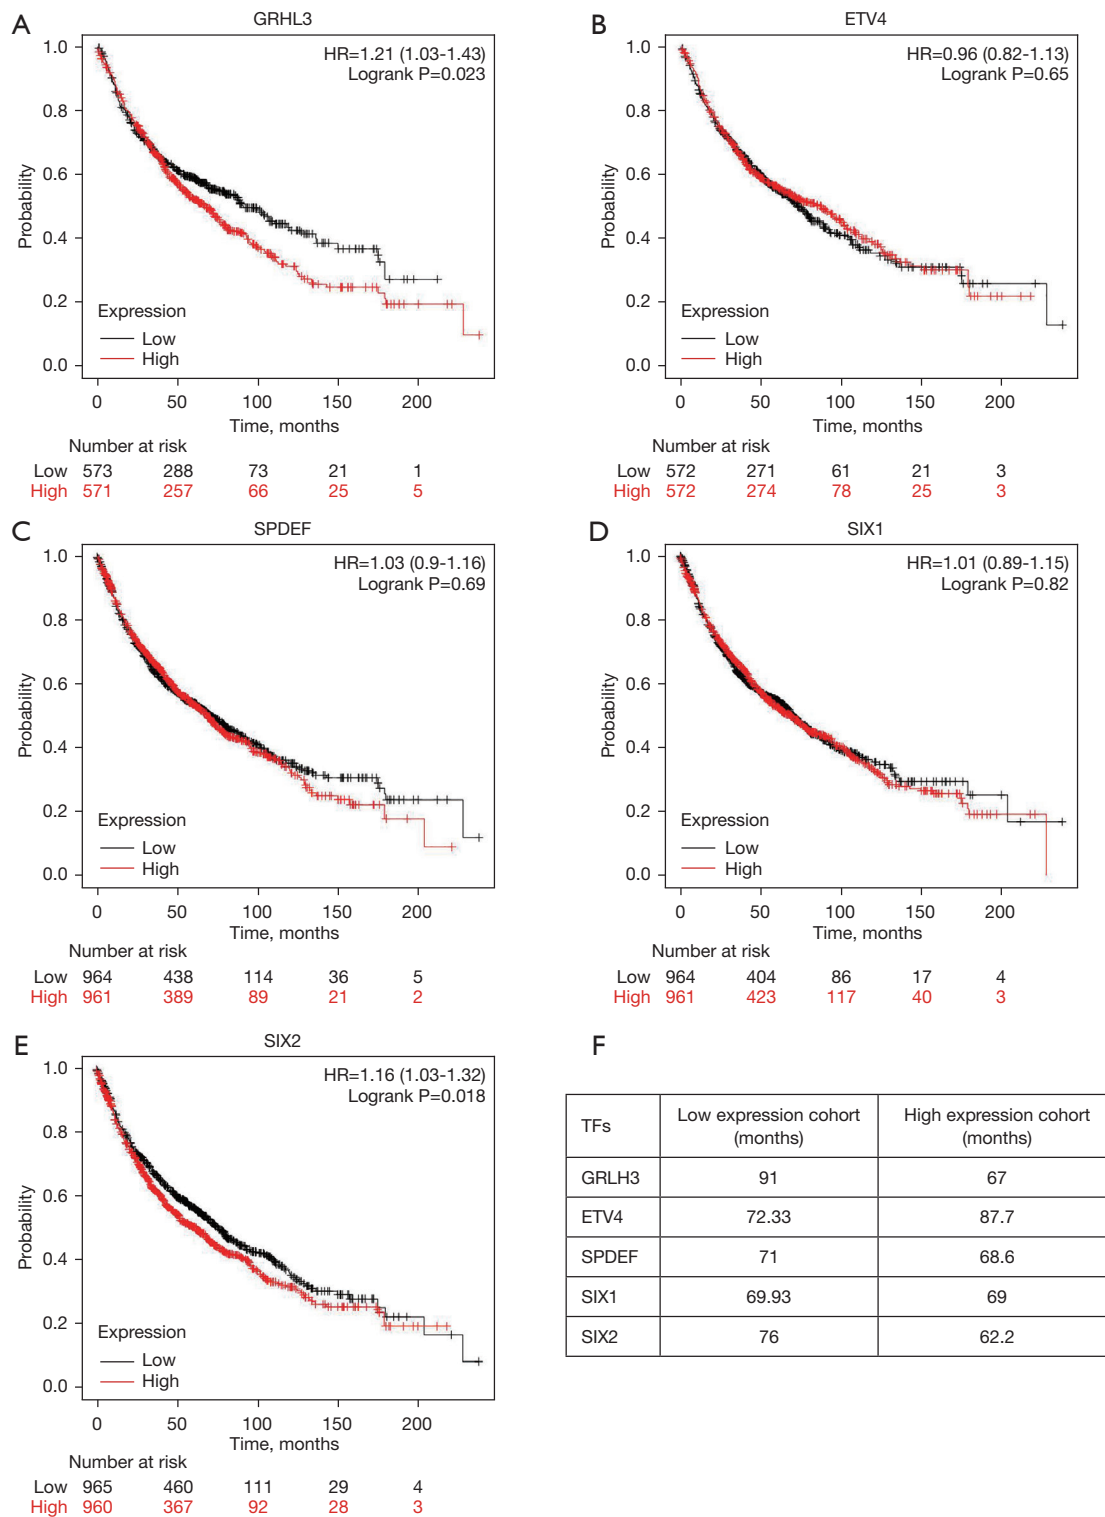 A
GRHL3
HR=1.21 (1.03-1.43)
Logrank P=0.023
Probability
1.0
0.8
0.6
0.4
0.2
0.0
Expression
Low
High
0 50 100 150 200
Time, months
Number at risk
Low 573 288 73 21 1
High 571 257 66 25 5
B
ETV4
HR=0.96 (0.82-1.13)
Logrank P=0.65
Probability
1.0
0.8
0.6
0.4
0.2
0.0
Expression
Low
High
0 50 100 150 200
Time, months
Number at risk
Low 572 271 61 21 3
High 572 274 78 25 3
C
SPDEF
HR=1.03 (0.9-1.16)
Logrank P=0.69
Probability
1.0
0.8
0.6
0.4
0.2
0.0
Expression
Low
High
0 50 100 150 200
Time, months
Number at risk
Low 964 438 114 36 5
High 961 389 89 21 2
D
SIX1
HR=1.01 (0.89-1.15)
Logrank P=0.82
Probability
1.0
0.8
0.6
0.4
0.2
0.0
Expression
Low
High
0 50 100 150 200
Time, months
Number at risk
Low 964 404 86 17 4
High 961 423 117 40 3
E
SIX2
HR=1.16 (1.03-1.32)
Logrank P=0.018
Probability
1.0
0.8
0.6
0.4
0.2
0.0
Expression
Low
High
0 50 100 150 200
Time, months
Number at risk
Low 965 460 111 29 4
High 960 367 92 28 3
F
TFs Low expression cohort (months) High expression cohort (months)
GRLH3 91 67
ETV4 72.33 87.7
SPDEF 71 68.6
SIX1 69.93 69
SIX2 76 62.2